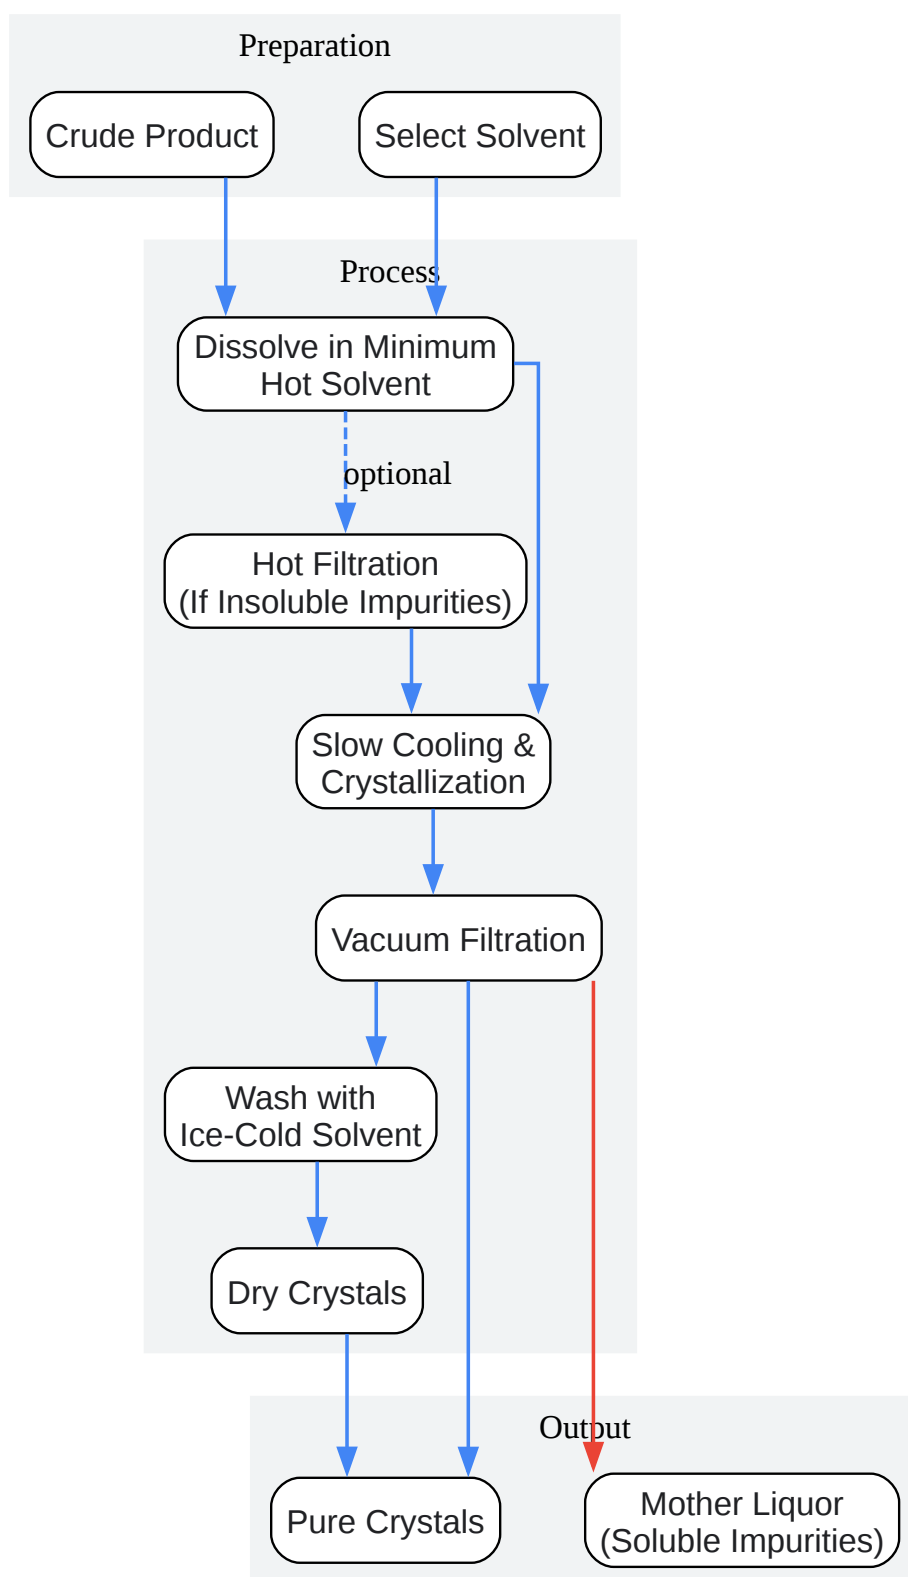 Preparation
Crude Product
Select Solvent
Process
Dissolve in Minimum
Hot Solvent
optional
Hot Filtration
(If Insoluble Impurities)
Slow Cooling &
Crystallization
Vacuum Filtration
Wash with
Ice-Cold Solvent
Dry Crystals
Output
Pure Crystals
Mother Liquor
(Soluble Impurities)